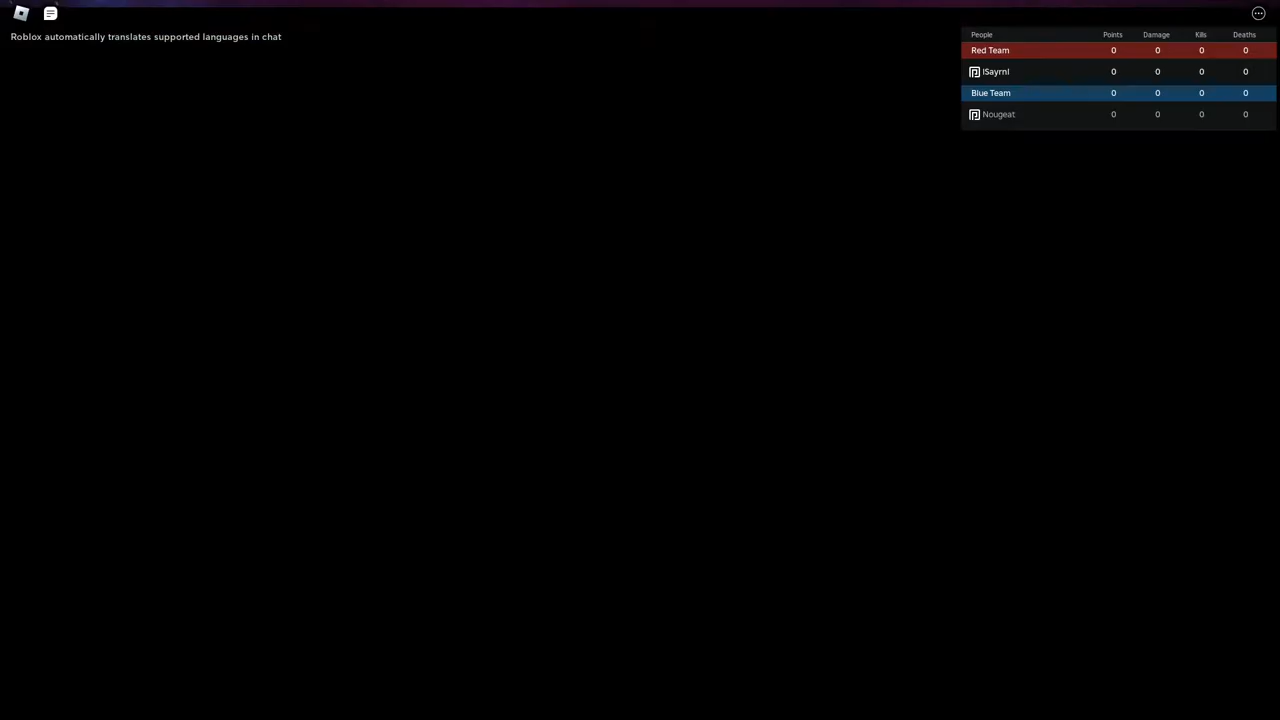 Roblox automatically translates supported languages in chat
People Points Damage Kills Deaths
Red Team 0 0 0 0
ISayrnI 0 0 0 0
Blue Team 0 0 0 0
Nougeat 0 0 0 0